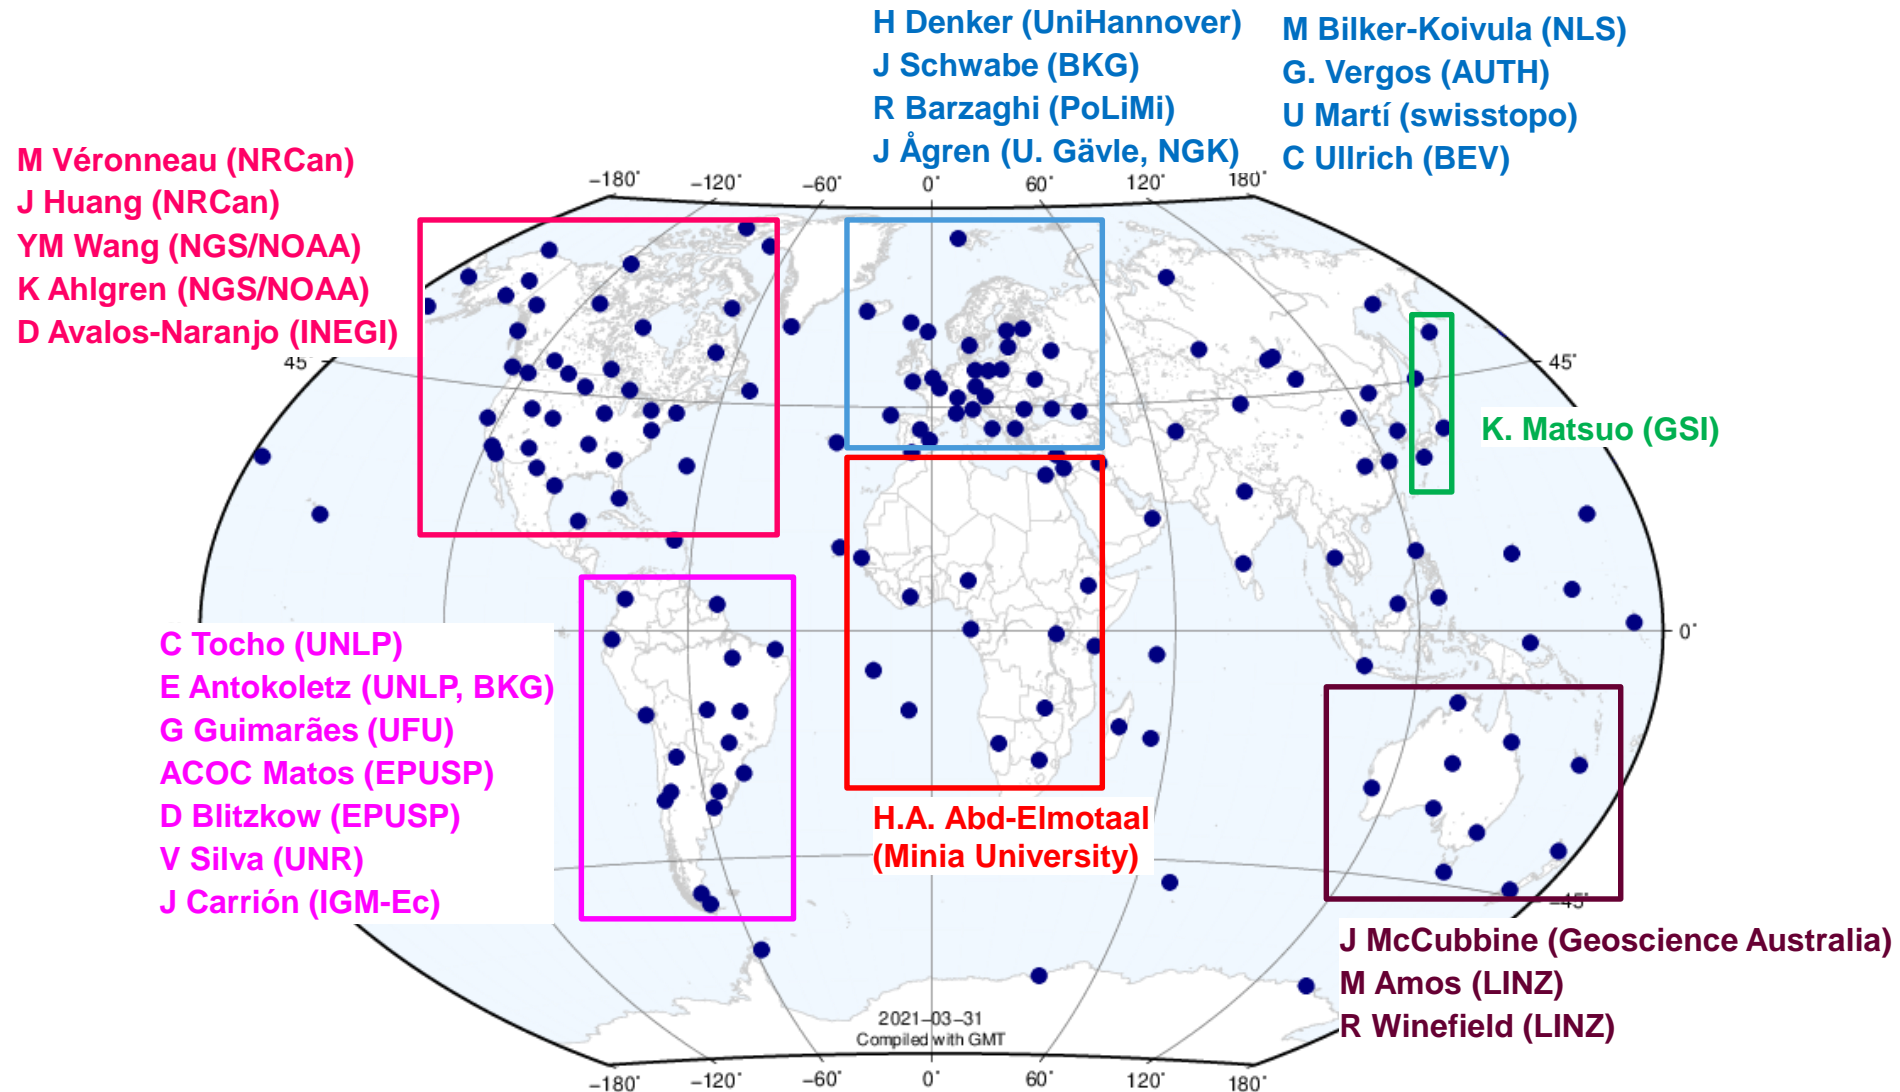 H Denker (UniHannover)
J Schwabe (BKG)
R Barzaghi (PoLiMi)
J Ågren (U. Gävle, NGK)
M Bilker-Koivula (NLS)
G. Vergos (AUTH)
U Martí (swisstopo)
C Ullrich (BEV)
M Véronneau (NRCan)
J Huang (NRCan)
YM Wang (NGS/NOAA)
K Ahlgren (NGS/NOAA)
D Avalos-Naranjo (INEGI)
−180° −120° −60° 0° 60° 120° 180°
45° 45°
K. Matsuo (GSI)
0°
C Tocho (UNLP)
E Antokoletz (UNLP, BKG)
G Guimarães (UFU)
ACOC Matos (EPUSP)
D Blitzkow (EPUSP)
V Silva (UNR)
J Carrión (IGM-Ec)
H.A. Abd-Elmotaal
(Minia University)
−45°
J McCubbine (Geoscience Australia)
M Amos (LINZ)
R Winefield (LINZ)
2021−03−31
Compiled with GMT
−180° −120° −60° 0° 60° 120° 180°